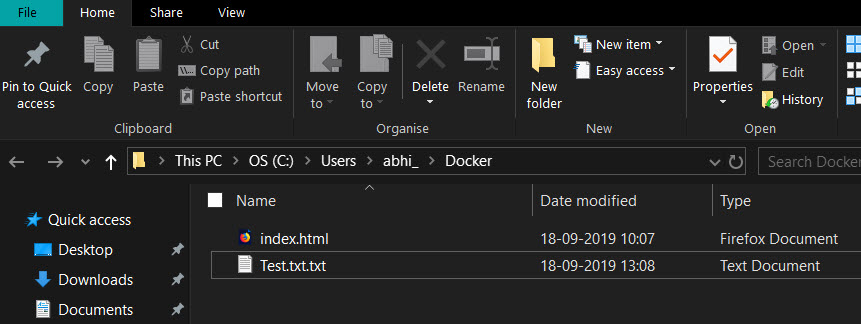 File Home Share View
Pin to Quick access
Copy
Paste
Cut
Copy path
Paste shortcut
Clipboard
Move to
Copy to
Delete
Rename
Organise
New folder
New item
Easy access
New
Properties
Open
Edit
History
Open
This PC > OS (C:) > Users > abhi_ > Docker
Search Docker
Quick access
Desktop
Downloads
Documents
Name Date modified Type
index.html 18-09-2019 10:07 Firefox Document
Test.txt.txt 18-09-2019 13:08 Text Document